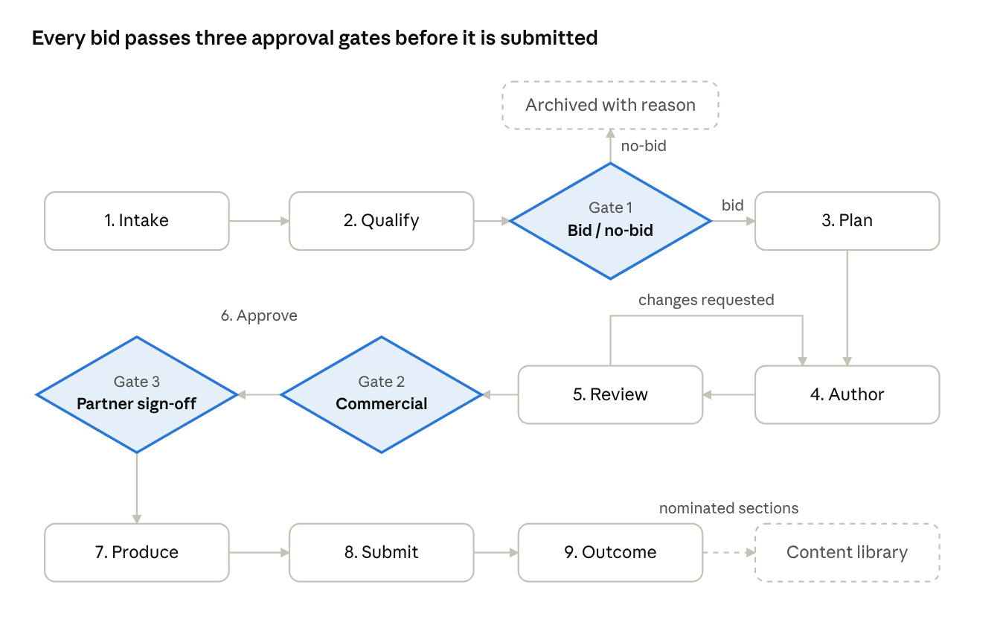 Every bid passes three approval gates before it is submitted
Archived with reason
no-bid
1. Intake
2. Qualify
Gate 1
Bid / no-bid
bid
3. Plan
changes requested
6. Approve
Gate 3
Partner sign-off
Gate 2
Commercial
5. Review
4. Author
nominated sections
7. Produce
8. Submit
9. Outcome
Content library